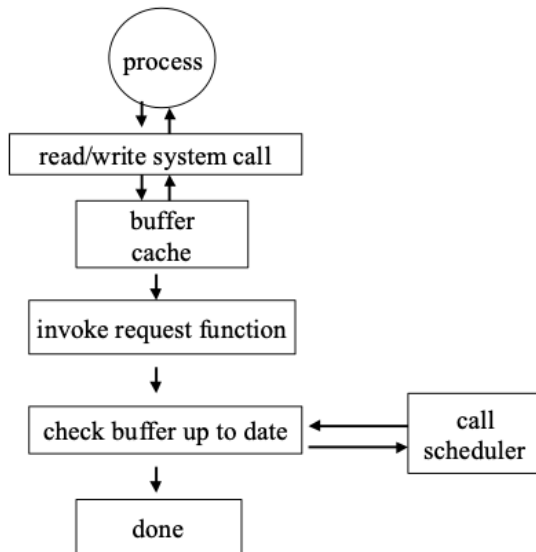 process
read/write system call
buffer
cache
invoke request function
check buffer up to date
call
scheduler
done